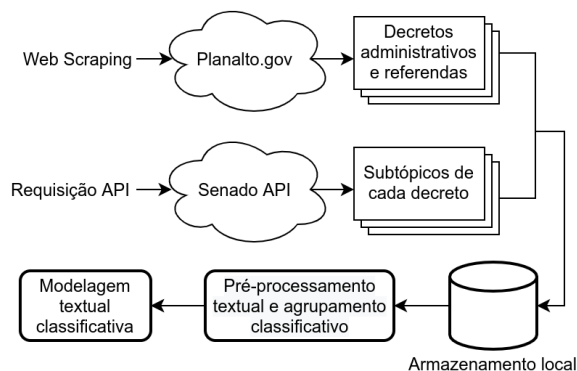 Web Scraping
Planalto.gov
Decretos
administrativos
e referendas
Requisição API
Senado API
Subtópicos de
cada decreto
Modelagem
textual
classificativa
Pré-processamento
textual e agrupamento
classificativo
Armazenamento local